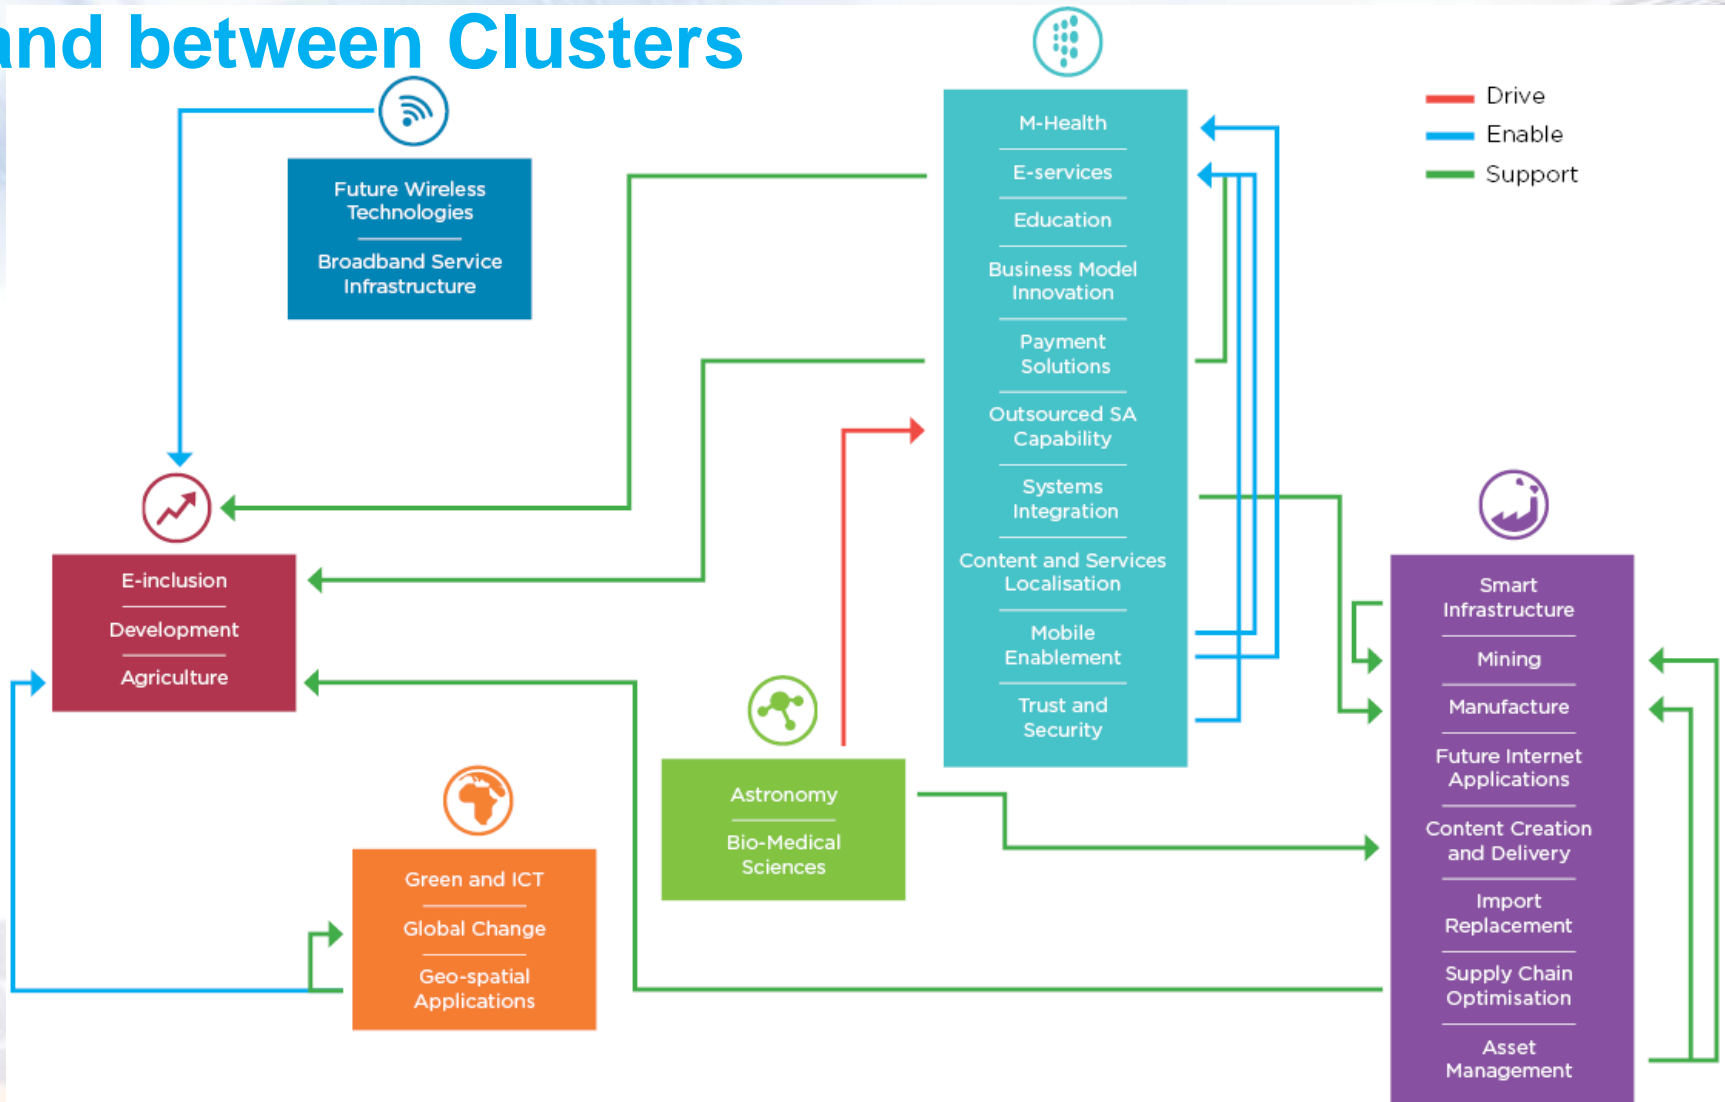 and between Clusters
Drive
Enable
Support
Future Wireless
Technologies
Broadband Service
Infrastructure
M-Health
E-services
Education
Business Model
Innovation
Payment
Solutions
Outsourced SA
Capability
Systems
Integration
Content and Services
Localisation
Mobile
Enablement
Trust and
Security
E-inclusion
Development
Agriculture
Astronomy
Bio-Medical
Sciences
Green and ICT
Global Change
Geo-spatial
Applications
Smart
Infrastructure
Mining
Manufacture
Future Internet
Applications
Content Creation
and Delivery
Import
Replacement
Supply Chain
Optimisation
Asset
Management